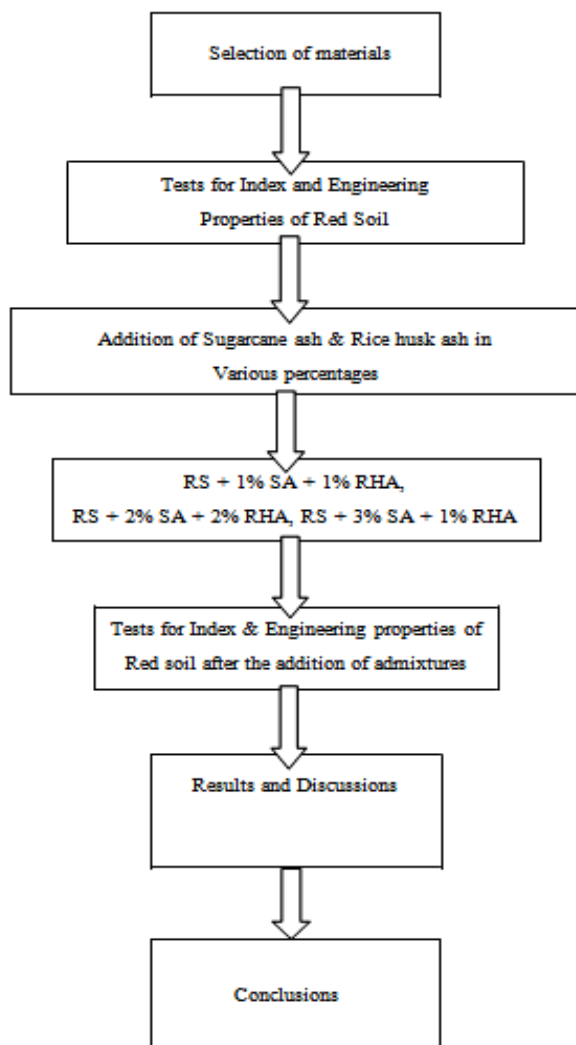 Selection of materials
Tests for Index and Engineering
Properties of Red Soil
Addition of Sugarcane ash & Rice husk ash in
Various percentages
RS + 1% SA + 1% RHA,
RS + 2% SA + 2% RHA, RS + 3% SA + 1% RHA
Tests for Index & Engineering properties of
Red soil after the addition of admixtures
Results and Discussions
Conclusions